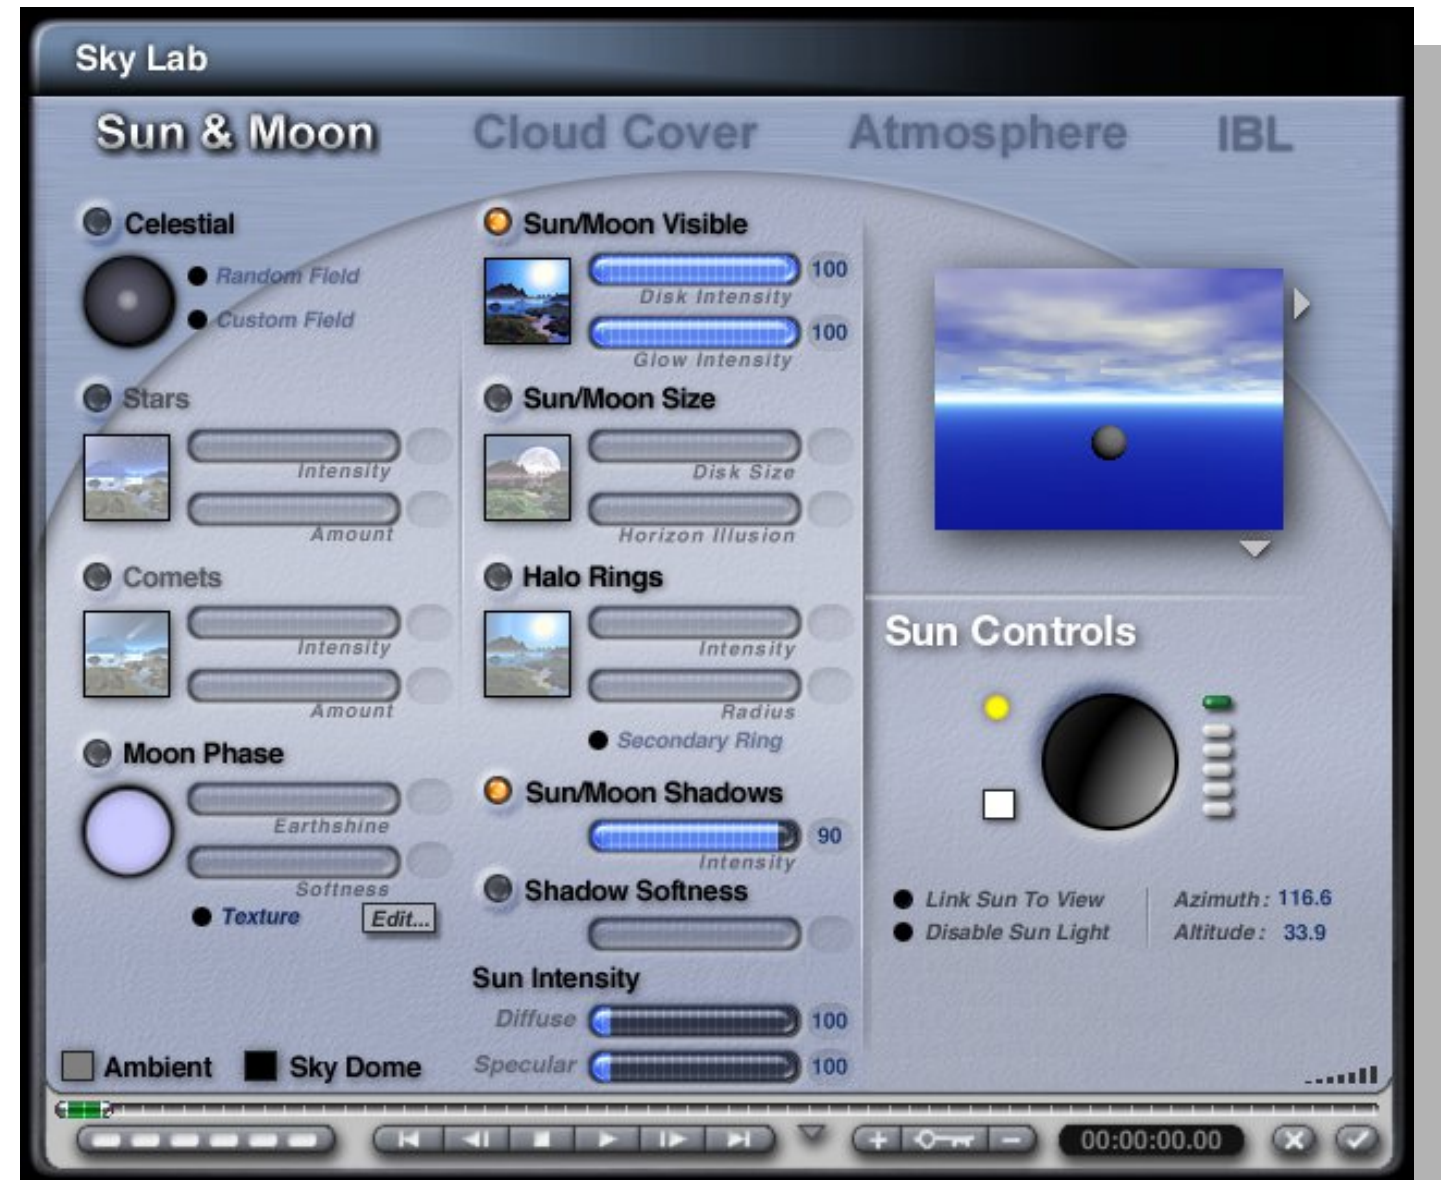 Sky Lab
Sun & Moon Cloud Cover Atmosphere IBL
Celestial
Random Field
Custom Field
Stars
Intensity
Amount
Comets
Intensity
Amount
Moon Phase
Earthshine
Softness
Texture Edit...
Ambient Sky Dome
Sun/Moon Visible
100
Disk Intensity
100
Glow Intensity
Sun/Moon Size
Disk Size
Horizon Illusion
Halo Rings
Intensity
Radius
Secondary Ring
Sun/Moon Shadows
90
Intensity
Shadow Softness
Sun Intensity
Diffuse 100
Specular 100
Sun Controls
Link Sun To View Azimuth: 116.6
Disable Sun Light Altitude: 33.9
00:00:00.00